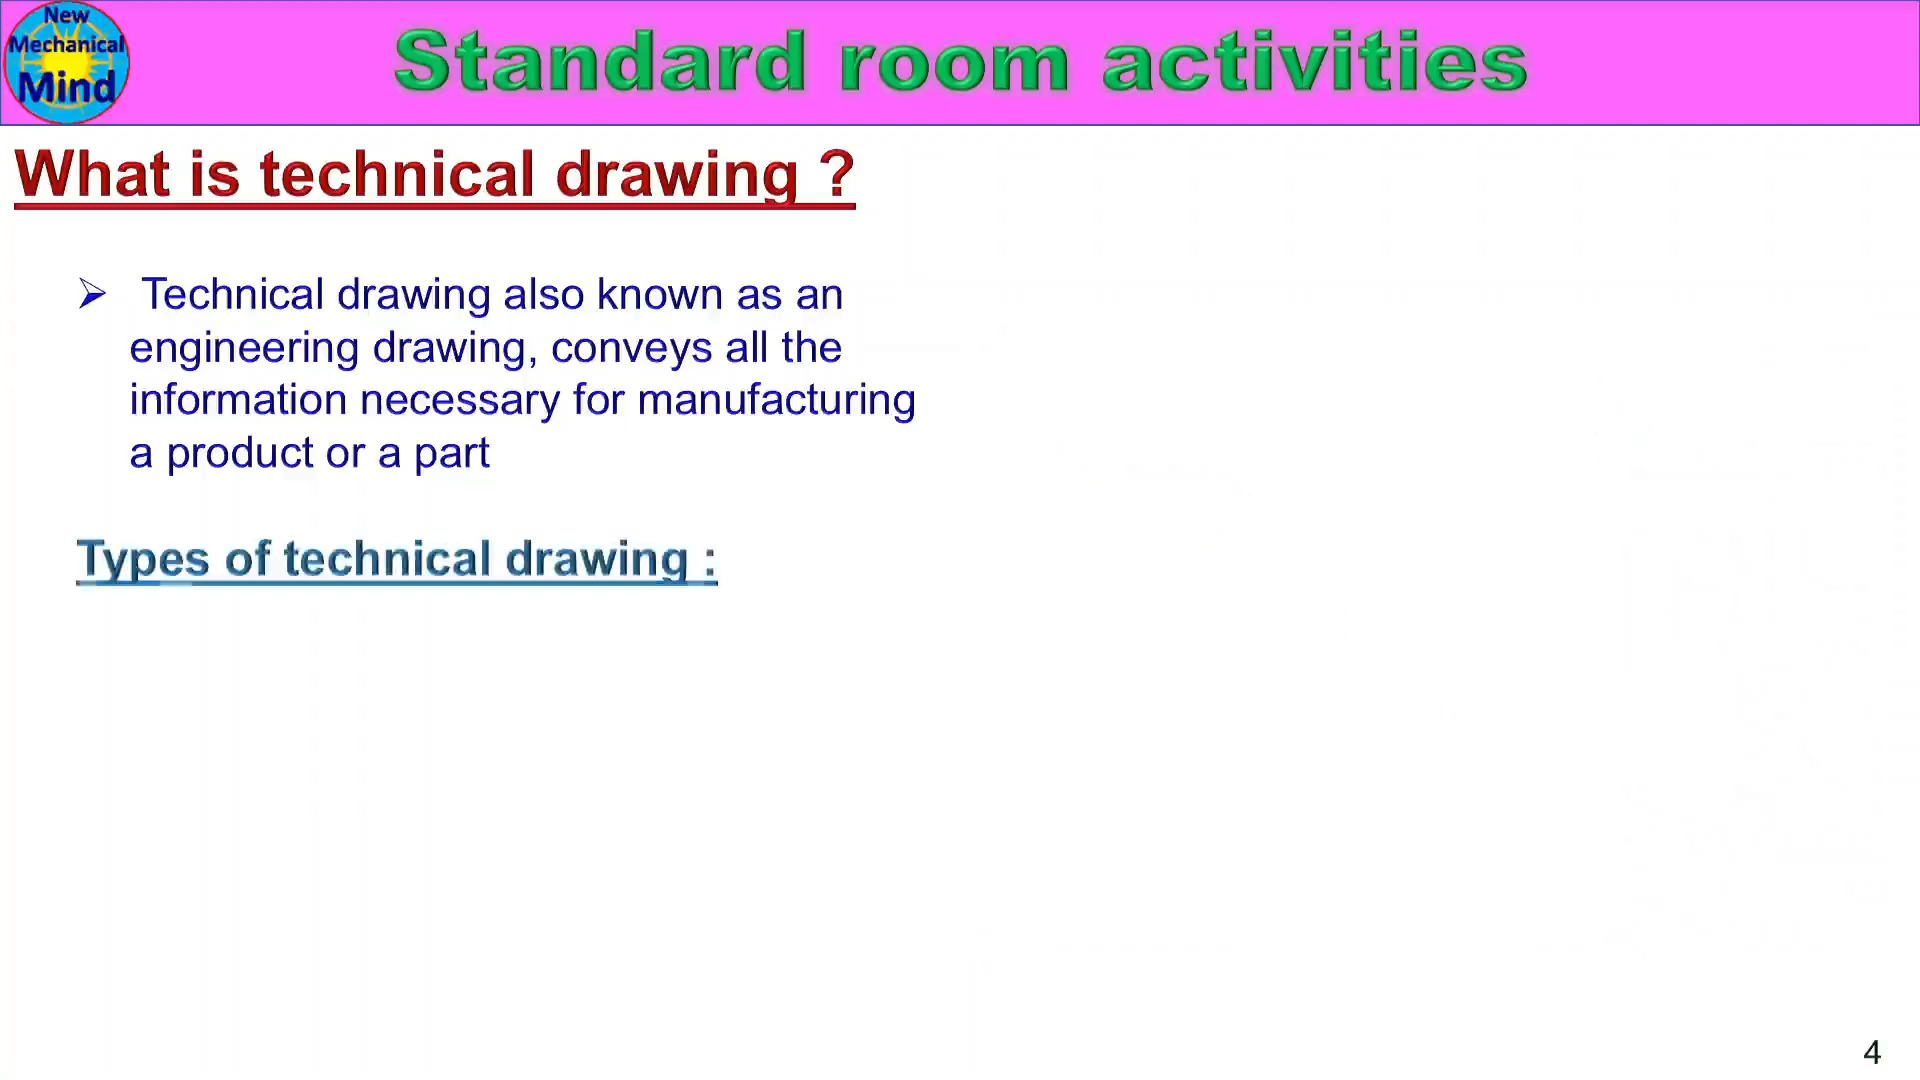 New
Mechanical
Mind
Standard room activities
What is technical drawing ?
➢ Technical drawing also known as an
engineering drawing, conveys all the
information necessary for manufacturing
a product or a part
Types of technical drawing :
4